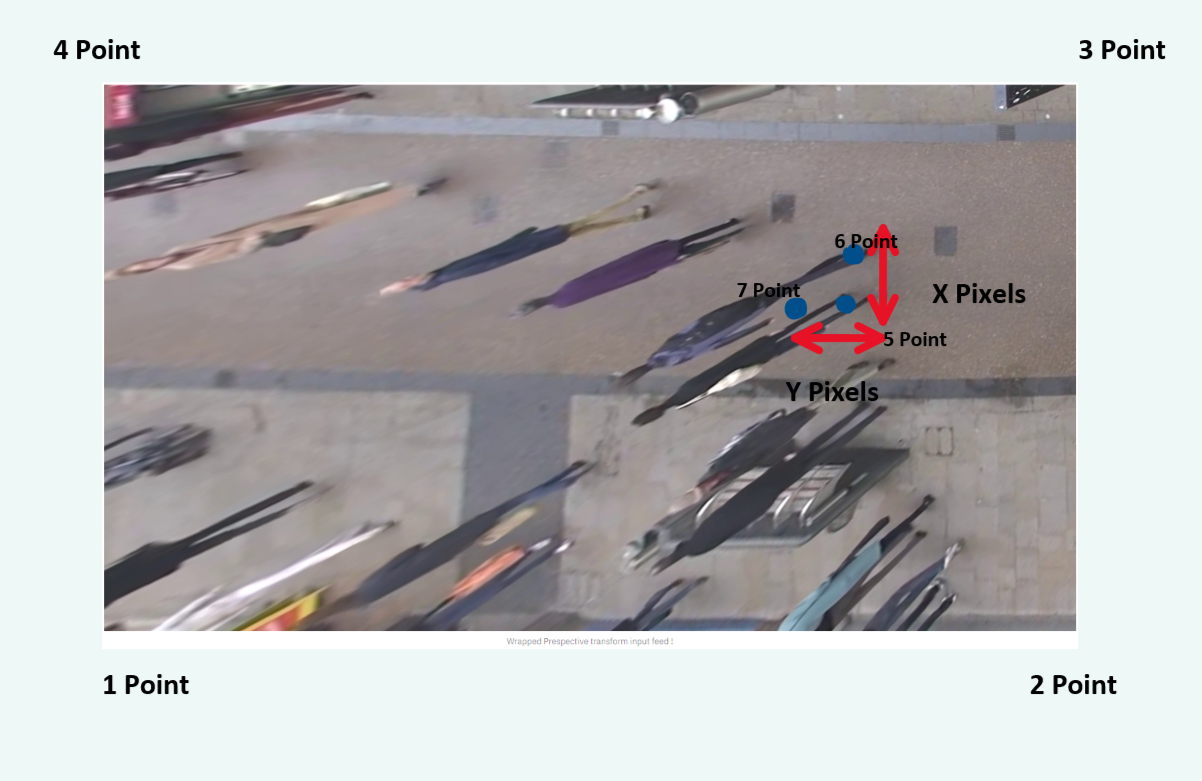 4 Point
3 Point
6 Point
7 Point
X Pixels
5 Point
Y Pixels
Wrapped Prespective transform input feed !
1 Point
2 Point